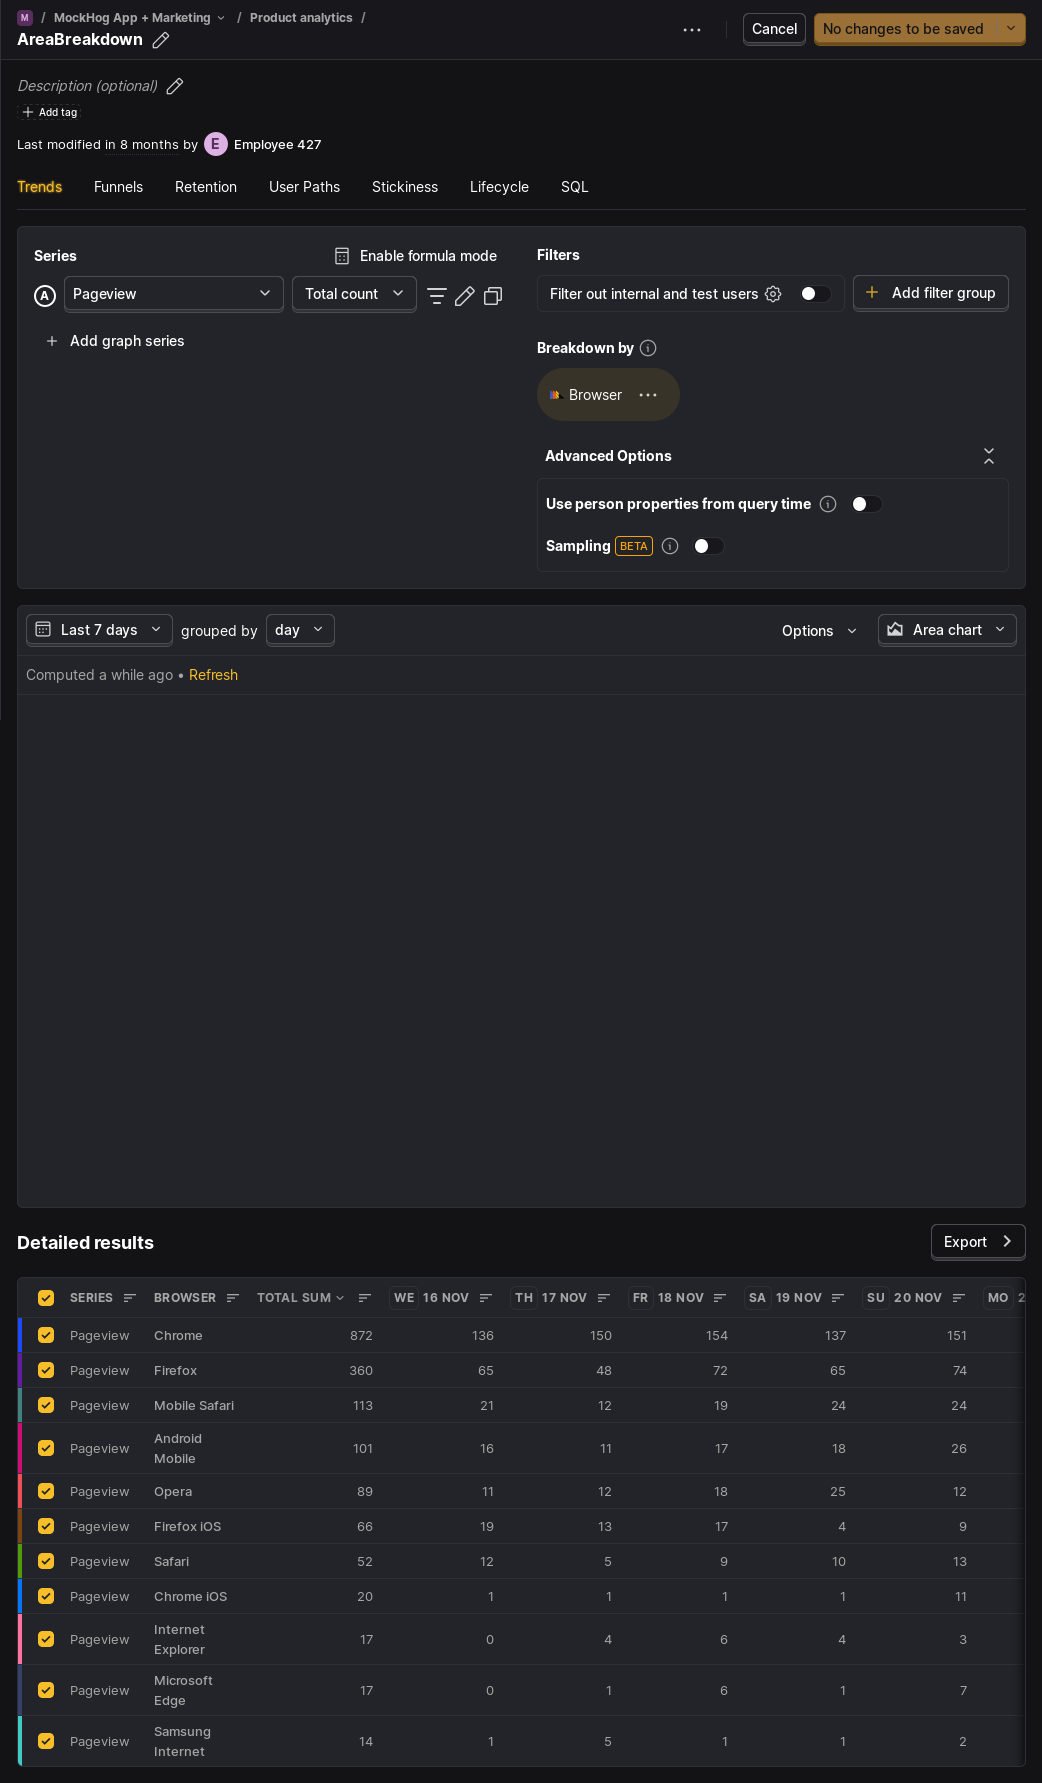 M / MockHog App + Marketing / Product analytics /
AreaBreakdown
Cancel
No changes to be saved
Description (optional)
Add tag
Last modified in 8 months by E Employee 427
Trends Funnels Retention User Paths Stickiness Lifecycle SQL
Series
Enable formula mode
A Pageview Total count
Add graph series
Filters
Filter out internal and test users
Add filter group
Breakdown by
Browser
Advanced Options
Use person properties from query time
Sampling BETA
Last 7 days grouped by day
Options
Area chart
Computed a while ago • Refresh
Detailed results
Export
SERIES BROWSER TOTAL SUM WE 16 NOV TH 17 NOV FR 18 NOV SA 19 NOV SU 20 NOV MO 2
Pageview Chrome 872 136 150 154 137 151
Pageview Firefox 360 65 48 72 65 74
Pageview Mobile Safari 113 21 12 19 24 24
Pageview Android Mobile 101 16 11 17 18 26
Pageview Opera 89 11 12 18 25 12
Pageview Firefox iOS 66 19 13 17 4 9
Pageview Safari 52 12 5 9 10 13
Pageview Chrome iOS 20 1 1 1 1 11
Pageview Internet Explorer 17 0 4 6 4 3
Pageview Microsoft Edge 17 0 1 6 1 7
Pageview Samsung Internet 14 1 5 1 1 2